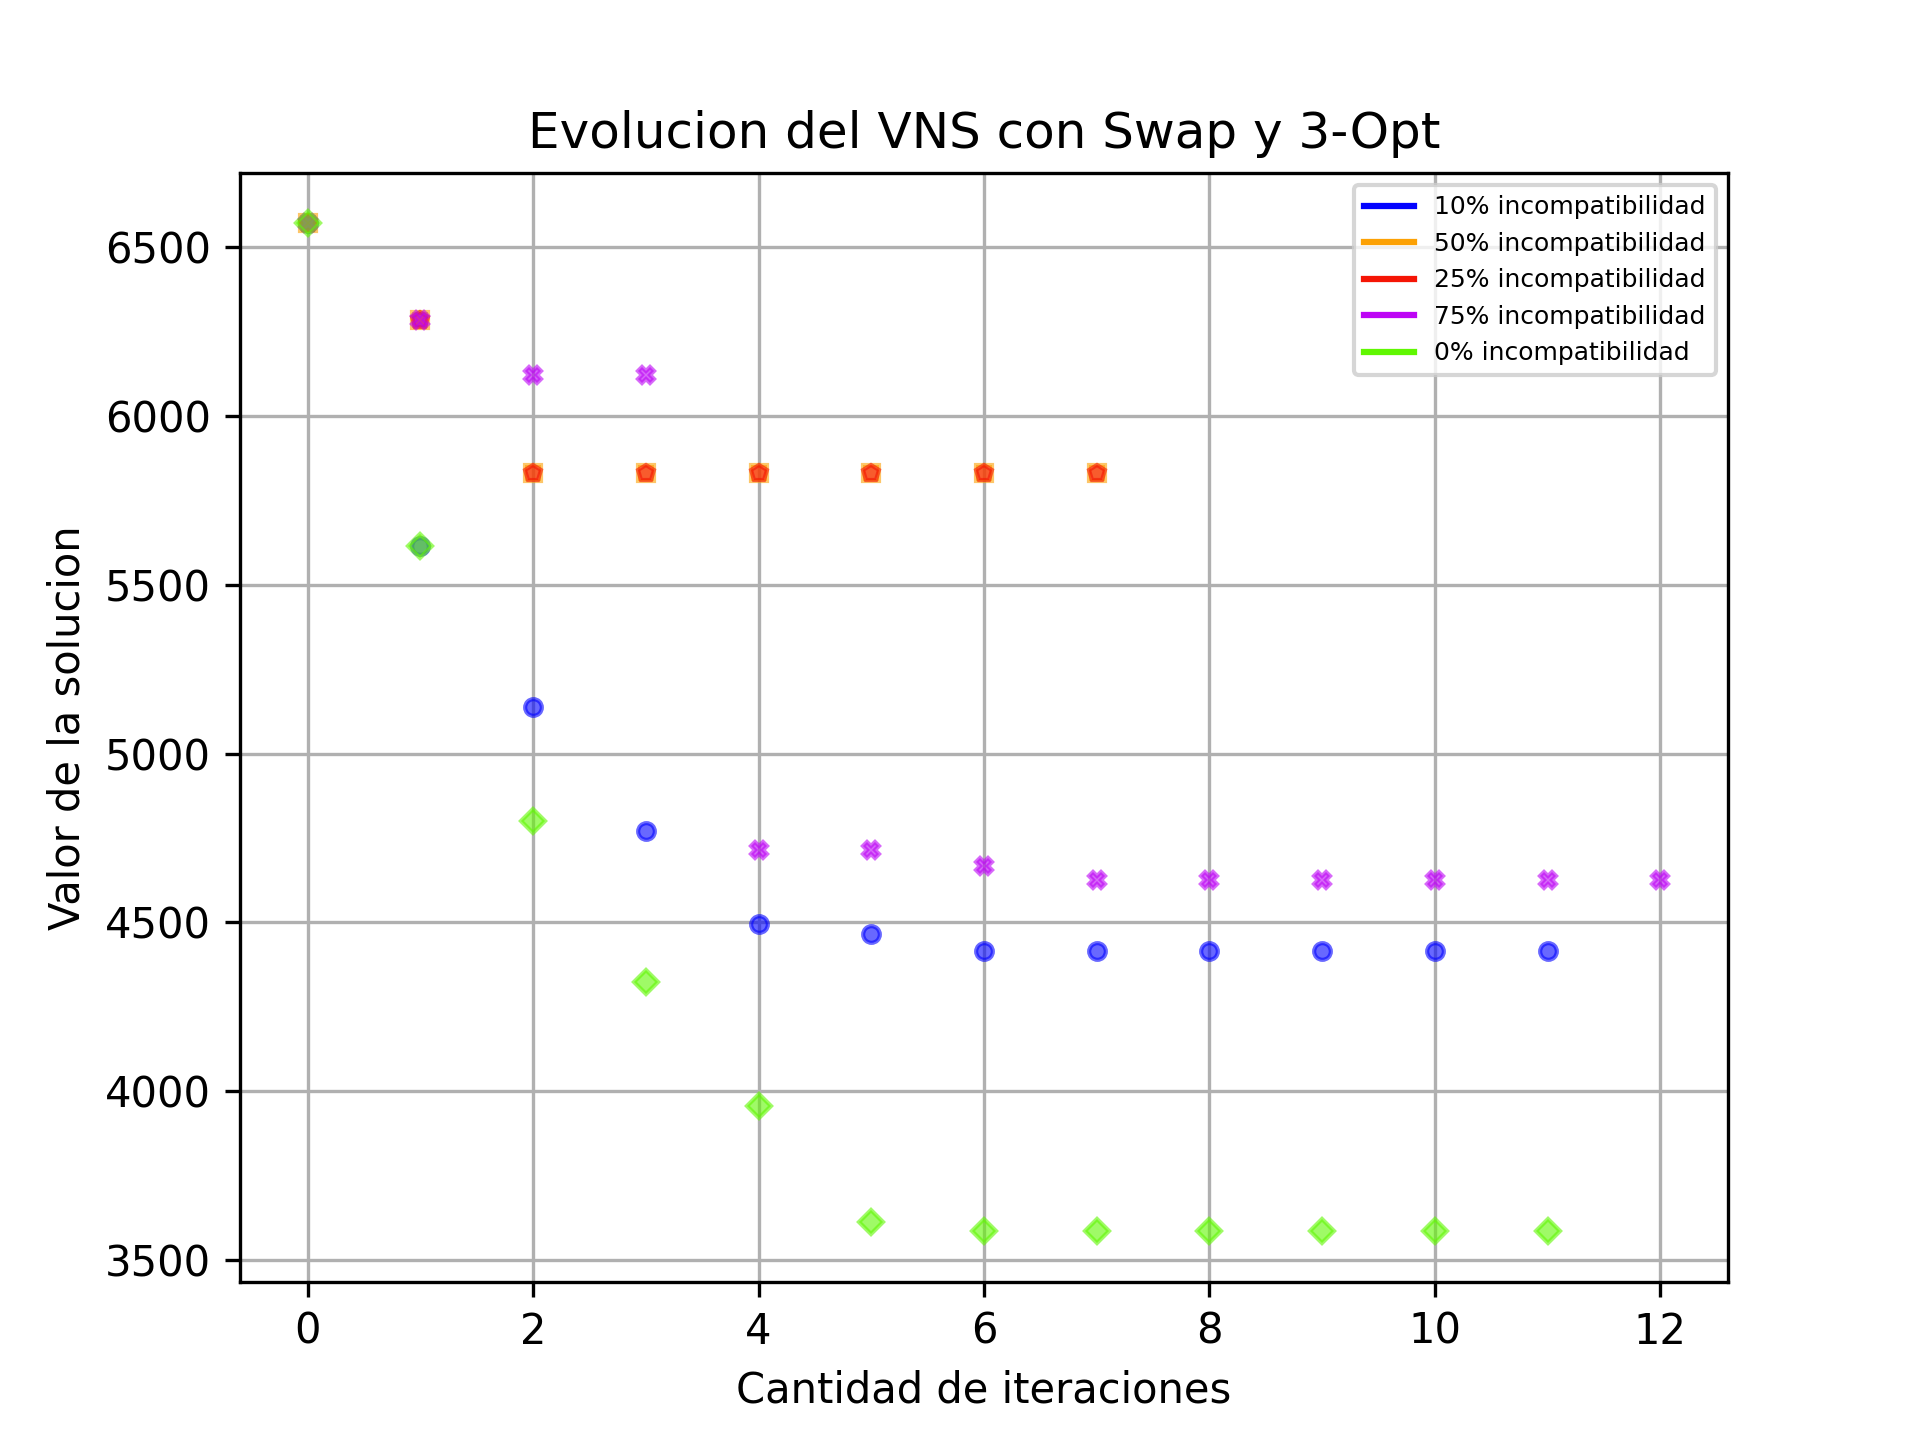 Evolucion del VNS con Swap y 3-Opt
10% incompatibilidad
50% incompatibilidad
25% incompatibilidad
75% incompatibilidad
0% incompatibilidad
Valor de la solucion
6500
6000
5500
5000
4500
4000
3500
0 2 4 6 8 10 12
Cantidad de iteraciones